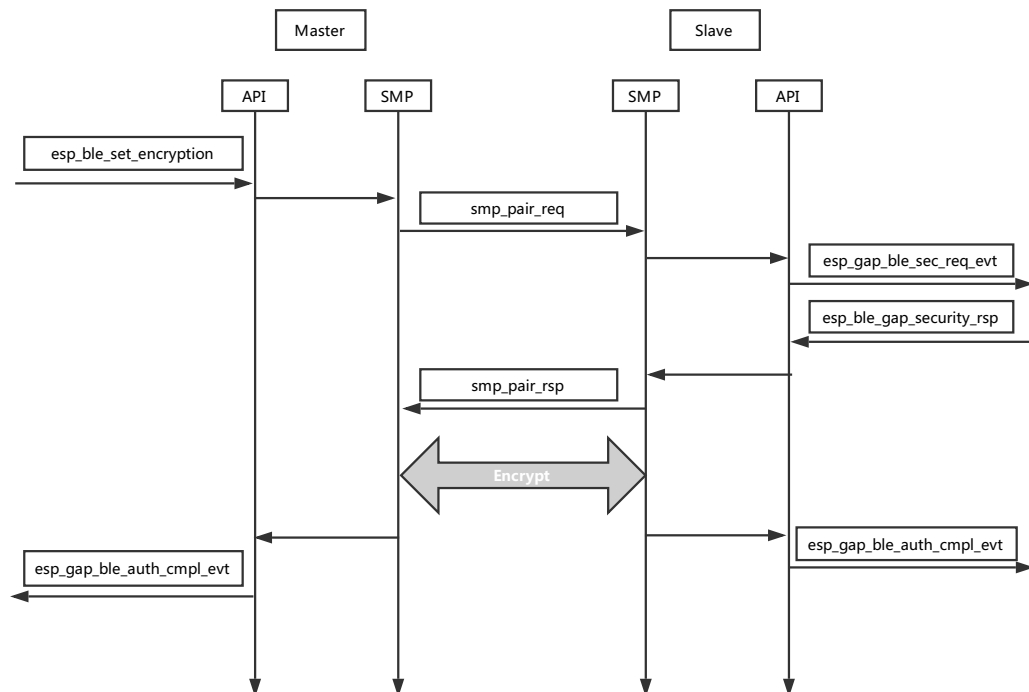 Master
Slave
API
SMP
SMP
API
esp_ble_set_encryption
smp_pair_req
esp_gap_ble_sec_req_evt
esp_ble_gap_security_rsp
smp_pair_rsp
Encrypt
esp_gap_ble_auth_cmpl_evt
esp_gap_ble_auth_cmpl_evt